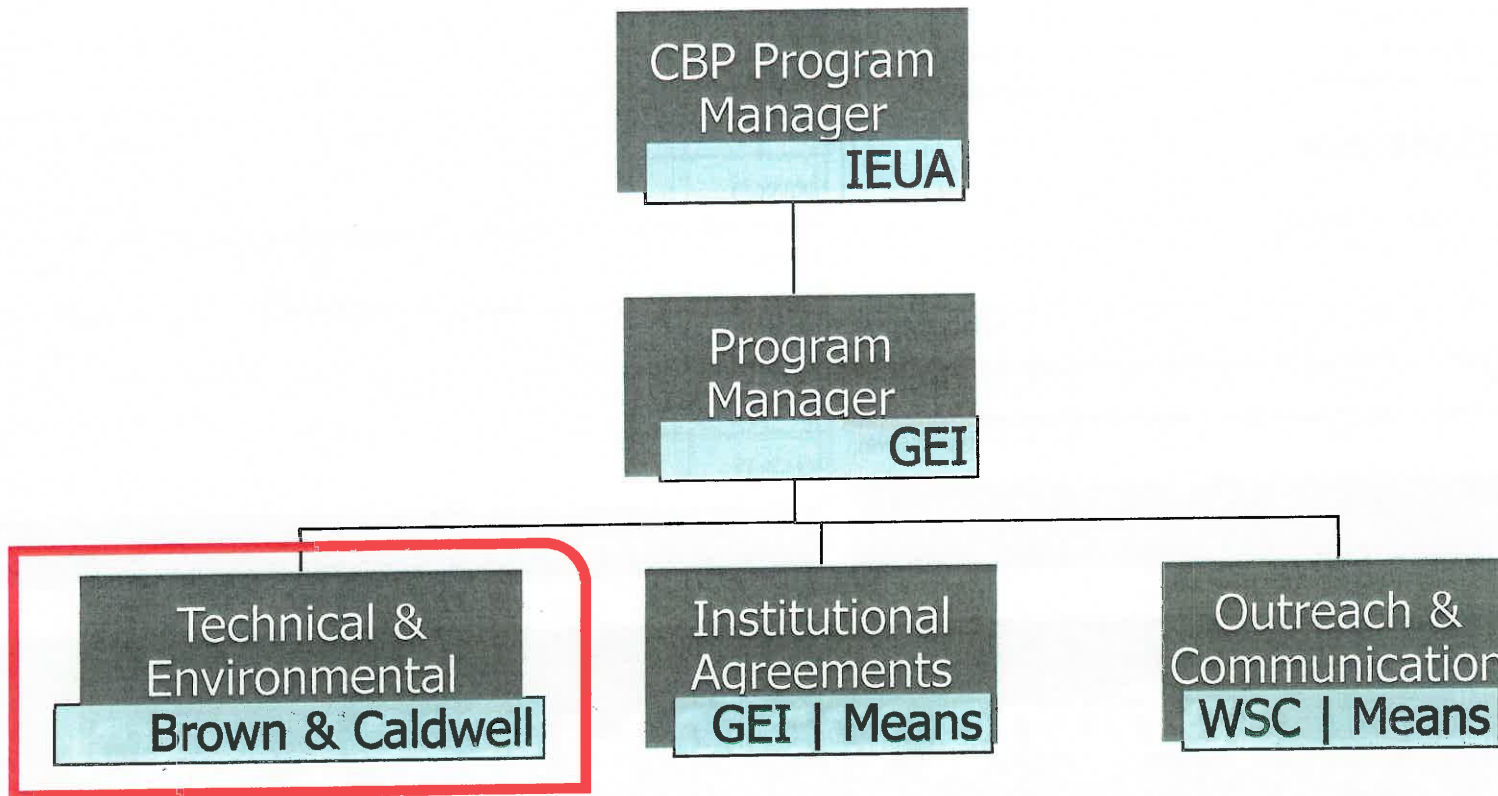 CBP Program
Manager
IEUA
Program
Manager
GEI
Technical &
Environmental
Brown & Caldwell
Institutional
Agreements
GEI | Means
Outreach &
Communication
WSC | Means